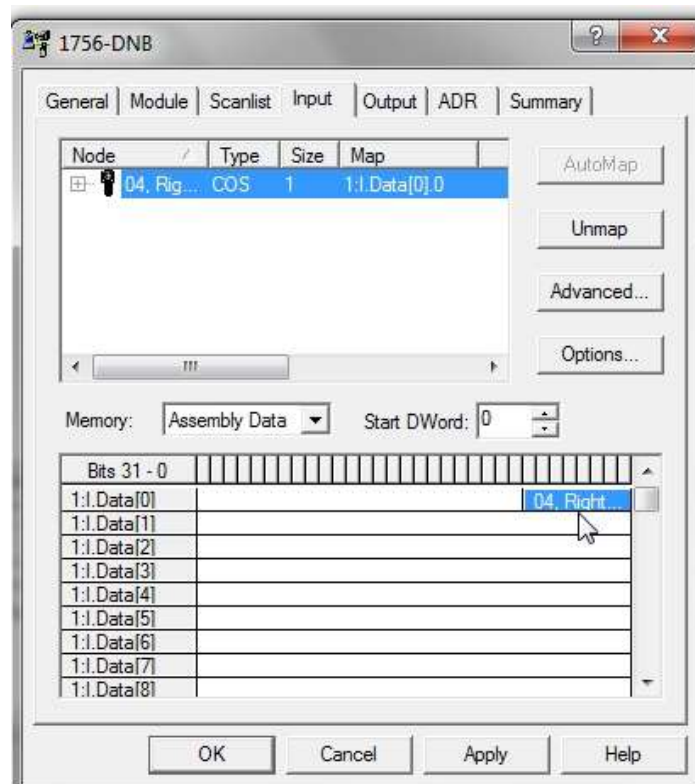 1756-DNB
General Module Scanlist Input Output ADR Summary
Node Type Size Map
04, Rig... COS 1 1:I.Data[0].0
AutoMap
Unmap
Advanced...
Options...
Memory: Assembly Data Start DWord: 0
Bits 31 - 0
1:I.Data[0] 04, Right...
1:I.Data[1]
1:I.Data[2]
1:I.Data[3]
1:I.Data[4]
1:I.Data[5]
1:I.Data[6]
1:I.Data[7]
1:I.Data[8]
OK Cancel Apply Help